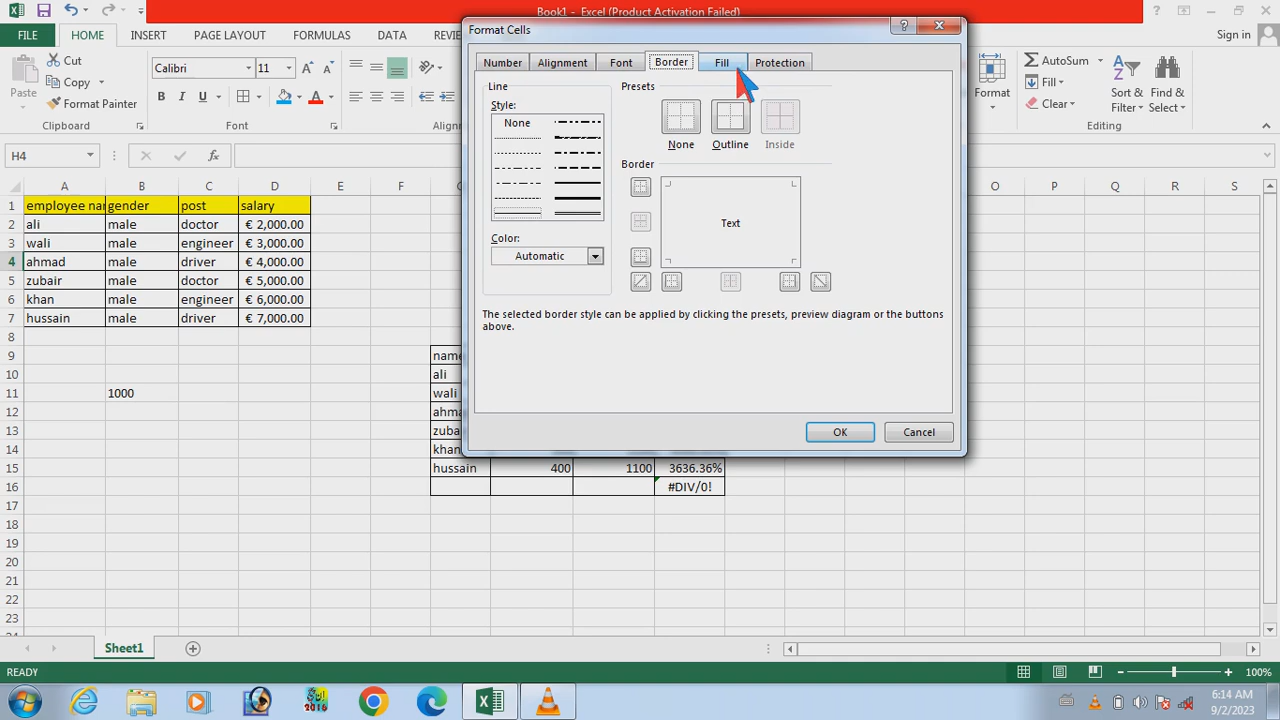 Book1 - Excel (Product Activation Failed)
FILE HOME INSERT PAGE LAYOUT FORMULAS DATA Sign in
Format Cells
Number Alignment Font Border Fill Protection
Cut
Copy
Format Painter
Paste
Clipboard
Calibri 11
B I U
Font
Format
AutoSum
Fill
Clear
Sort &
Filter
Find &
Select
Editing
Line
Style:
None
Color:
Automatic
Presets
None Outline Inside
Border
Text
The selected border style can be applied by clicking the presets, preview diagram or the buttons
above.
OK Cancel
H4 fx
A B C D E F O P Q R S
1 employee nar gender post salary
2 ali male doctor € 2,000.00
3 wali male engineer € 3,000.00
4 ahmad male driver € 4,000.00
5 zubair male doctor € 5,000.00
6 khan male engineer € 6,000.00
7 hussain male driver € 7,000.00
8
9 name
10 ali
11 1000 wali
12
13
14 khan
15 hussain 400 1100 3636.36%
16 #DIV/0!
17
18
19
20
21
22
23
Sheet1
READY 100%
6:14 AM
9/2/2023